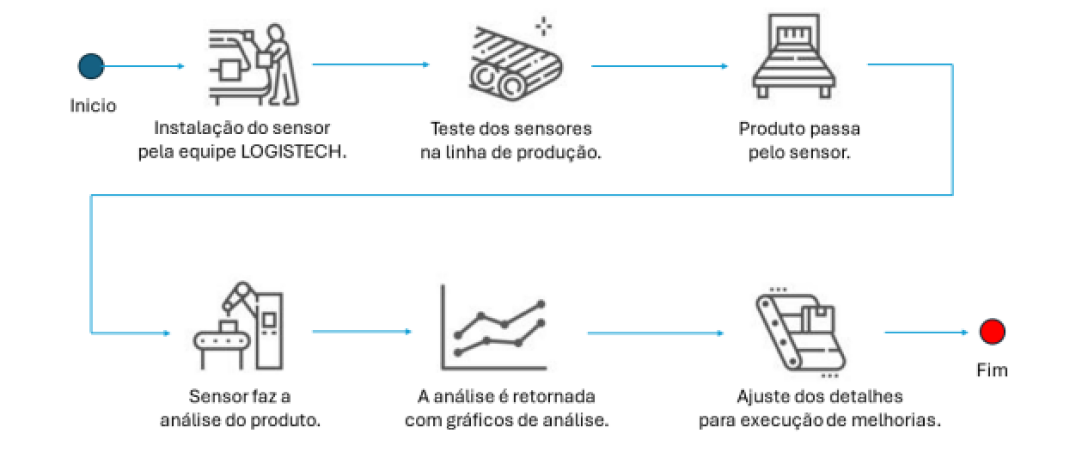 Inicio
Instalação do sensor
pela equipe LOGISTECH.
Teste dos sensores
na linha de produção.
Produto passa
pelo sensor.
Sensor faz a
análise do produto.
A análise é retornada
com gráficos de análise.
Ajuste dos detalhes
para execução de melhorias.
Fim